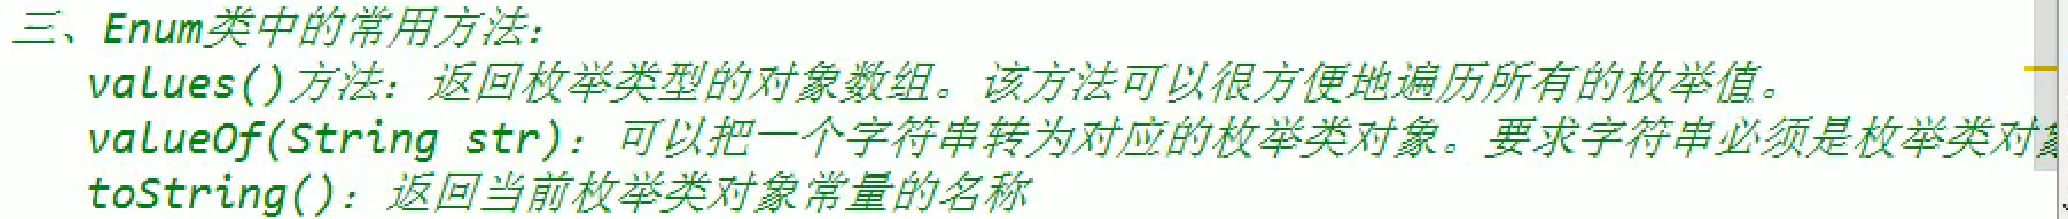 三、Enum类中的常用方法：
values()方法：返回枚举类型的对象数组。该方法可以很方便地遍历所有的枚举值。
valueOf(String str)：可以把一个字符串转为对应的枚举类对象。要求字符串必须是枚举类对象
toString()：返回当前枚举类对象常量的名称